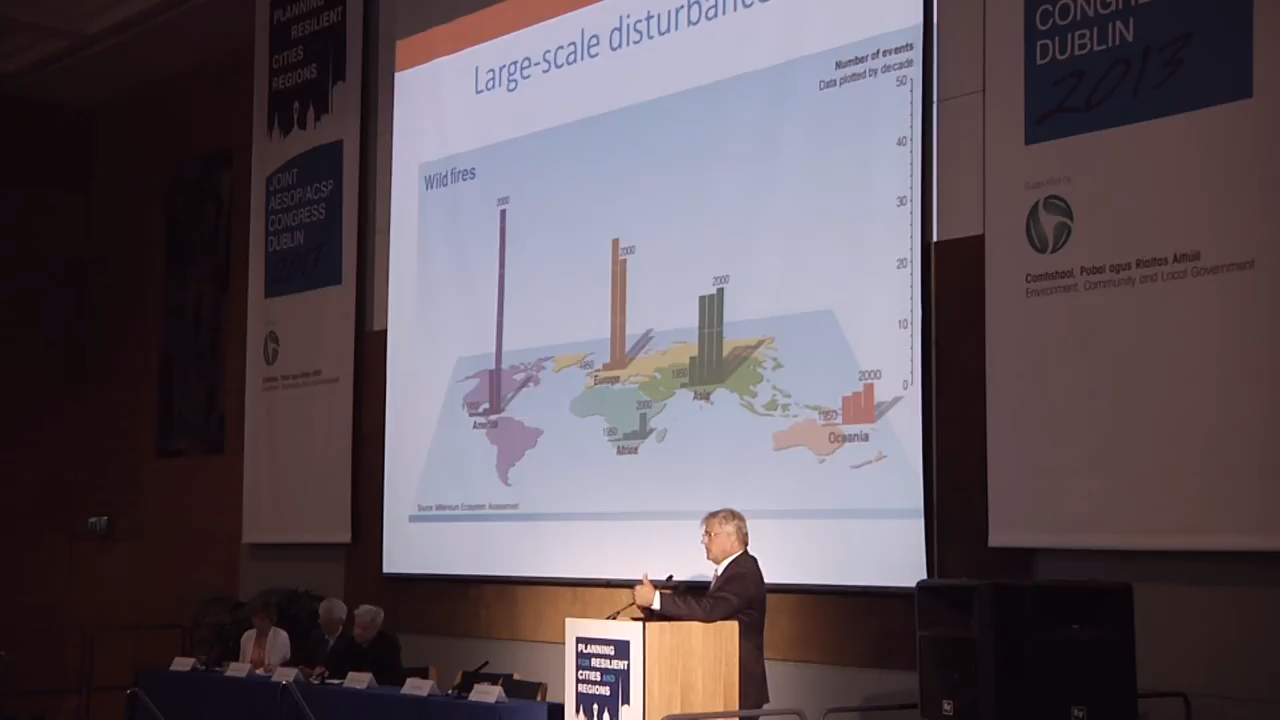 PLANNING
RESILIENT
CITIES
REGIONS
JOINT
AESOP/ACSP
CONGRESS
DUBLIN
2013
Large-scale disturbance
Number of events
Data plotted by decade
50
40
30
20
10
0
Wild fires
2000
America
2000
1950
Europe
2000
1950
Asia
2000
1950
Africa
2000
1950
Oceania
Source: Millennium Ecosystem Assessment
DUBLIN
2013
Supported by
Comhshaol, Pobal agus Rialtas Áitiúil
Environment, Community and Local Government
PLANNING
FOR RESILIENT
CITIES AND
REGIONS